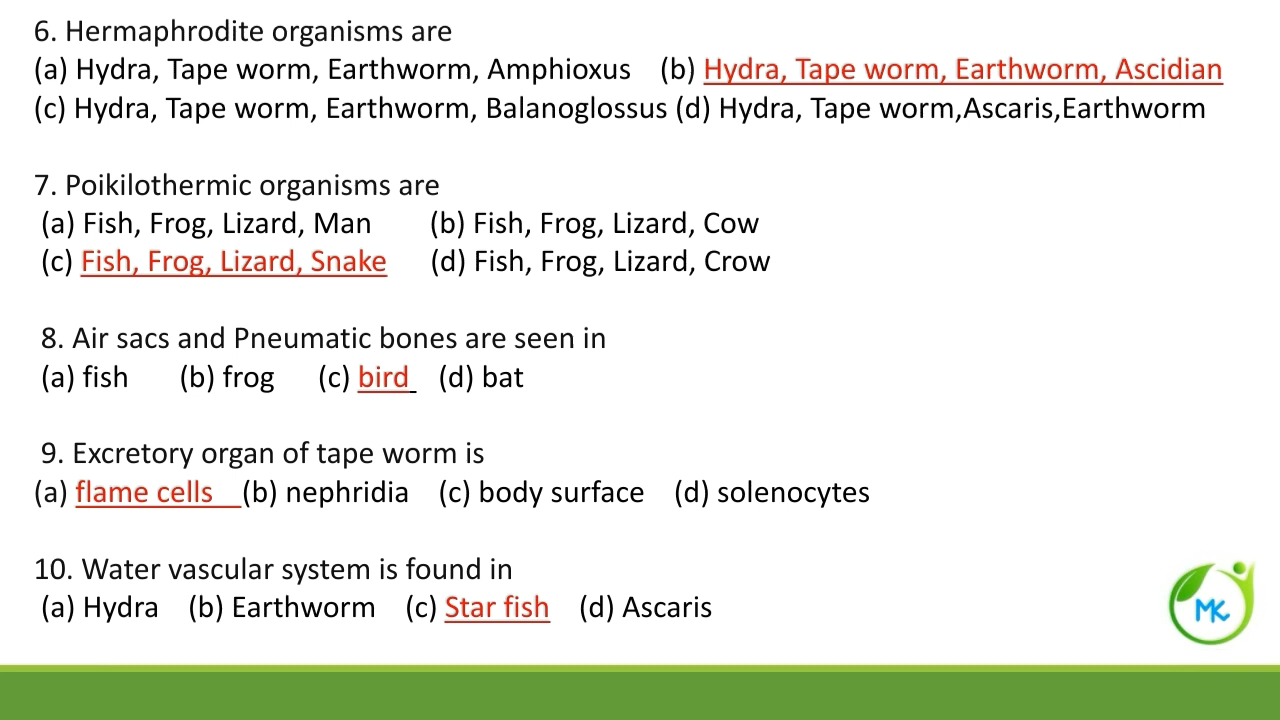 6. Hermaphrodite organisms are
(a) Hydra, Tape worm, Earthworm, Amphioxus (b) Hydra, Tape worm, Earthworm, Ascidian
(c) Hydra, Tape worm, Earthworm, Balanoglossus (d) Hydra, Tape worm,Ascaris,Earthworm
7. Poikilothermic organisms are
(a) Fish, Frog, Lizard, Man (b) Fish, Frog, Lizard, Cow
(c) Fish, Frog, Lizard, Snake (d) Fish, Frog, Lizard, Crow
8. Air sacs and Pneumatic bones are seen in
(a) fish (b) frog (c) bird (d) bat
9. Excretory organ of tape worm is
(a) flame cells (b) nephridia (c) body surface (d) solenocytes
10. Water vascular system is found in
(a) Hydra (b) Earthworm (c) Star fish (d) Ascaris
MK